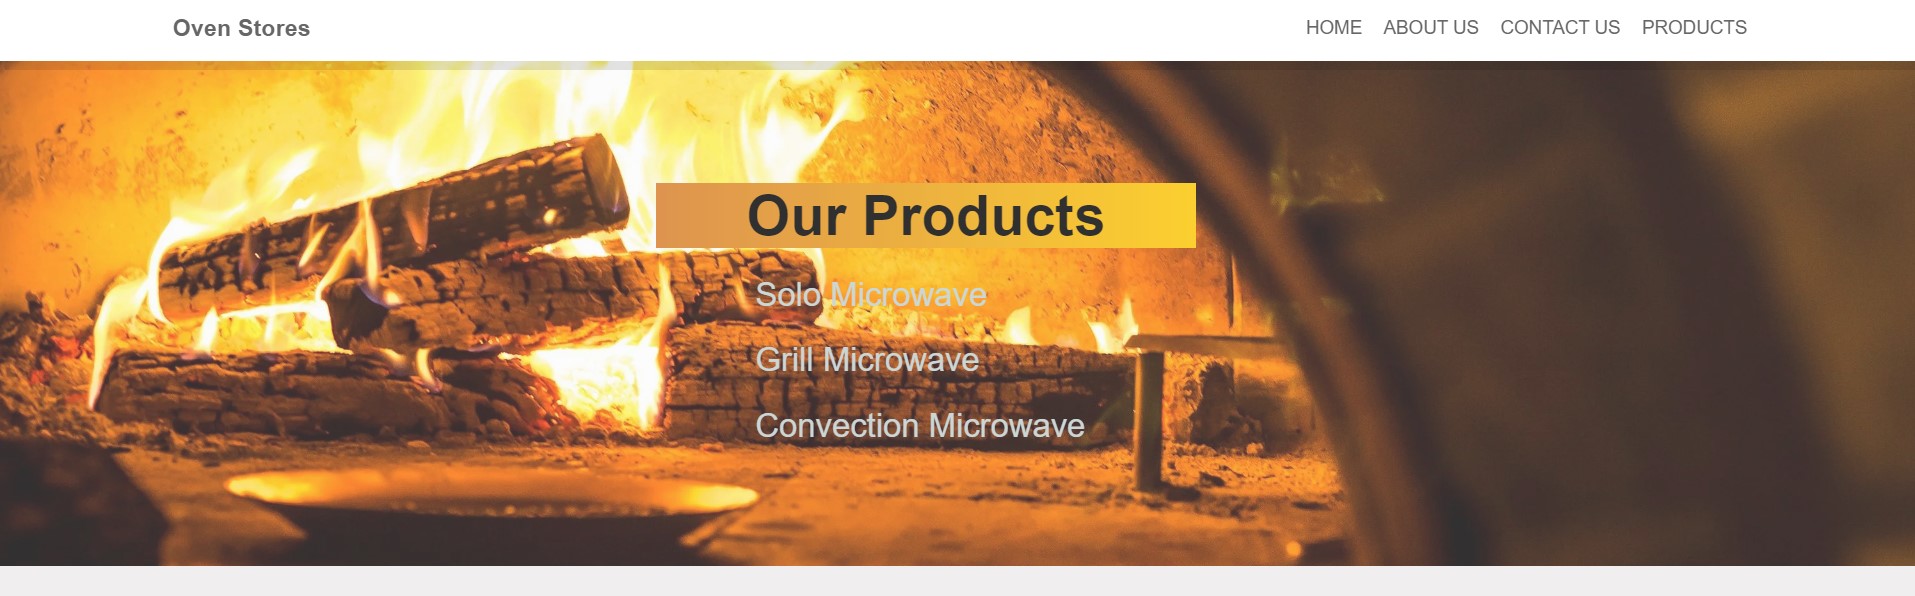 Oven Stores
HOME ABOUT US CONTACT US PRODUCTS
Our Products
Solo Microwave
Grill Microwave
Convection Microwave